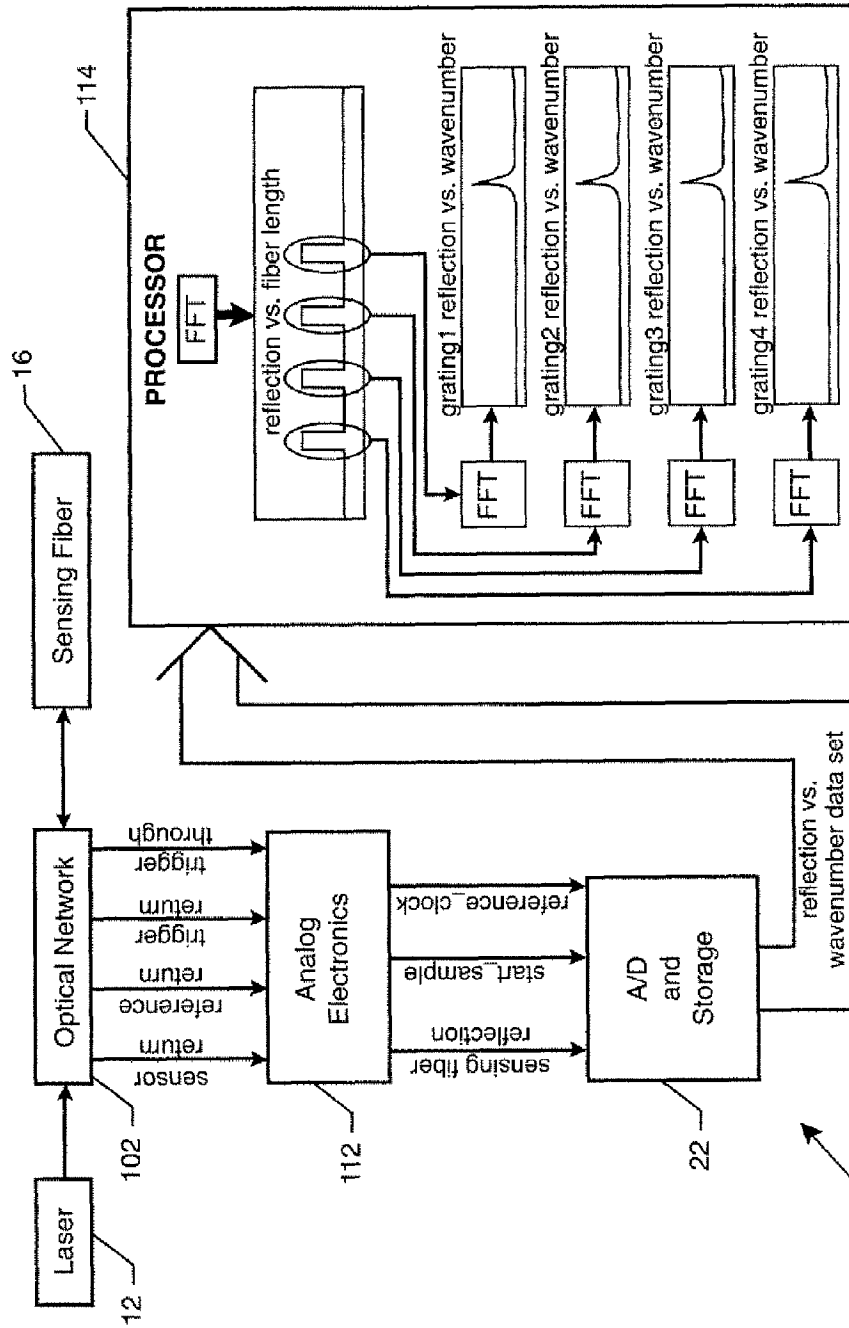 Laser
12
Optical Network
102
Sensing Fiber
16
sensor
return
reference
return
trigger
return
trigger
through
Analog
Electronics
112
sensing fiber
reflection
start_sample
reference_clock
A/D
and
Storage
22
reflection vs.
wavenumber data set
114
PROCESSOR
FFT
reflection vs. fiber length
FFT
grating1 reflection vs. wavenumber
FFT
grating2 reflection vs. wavenumber
FFT
grating3 reflection vs. wavenumber
FFT
grating4 reflection vs. wavenumber